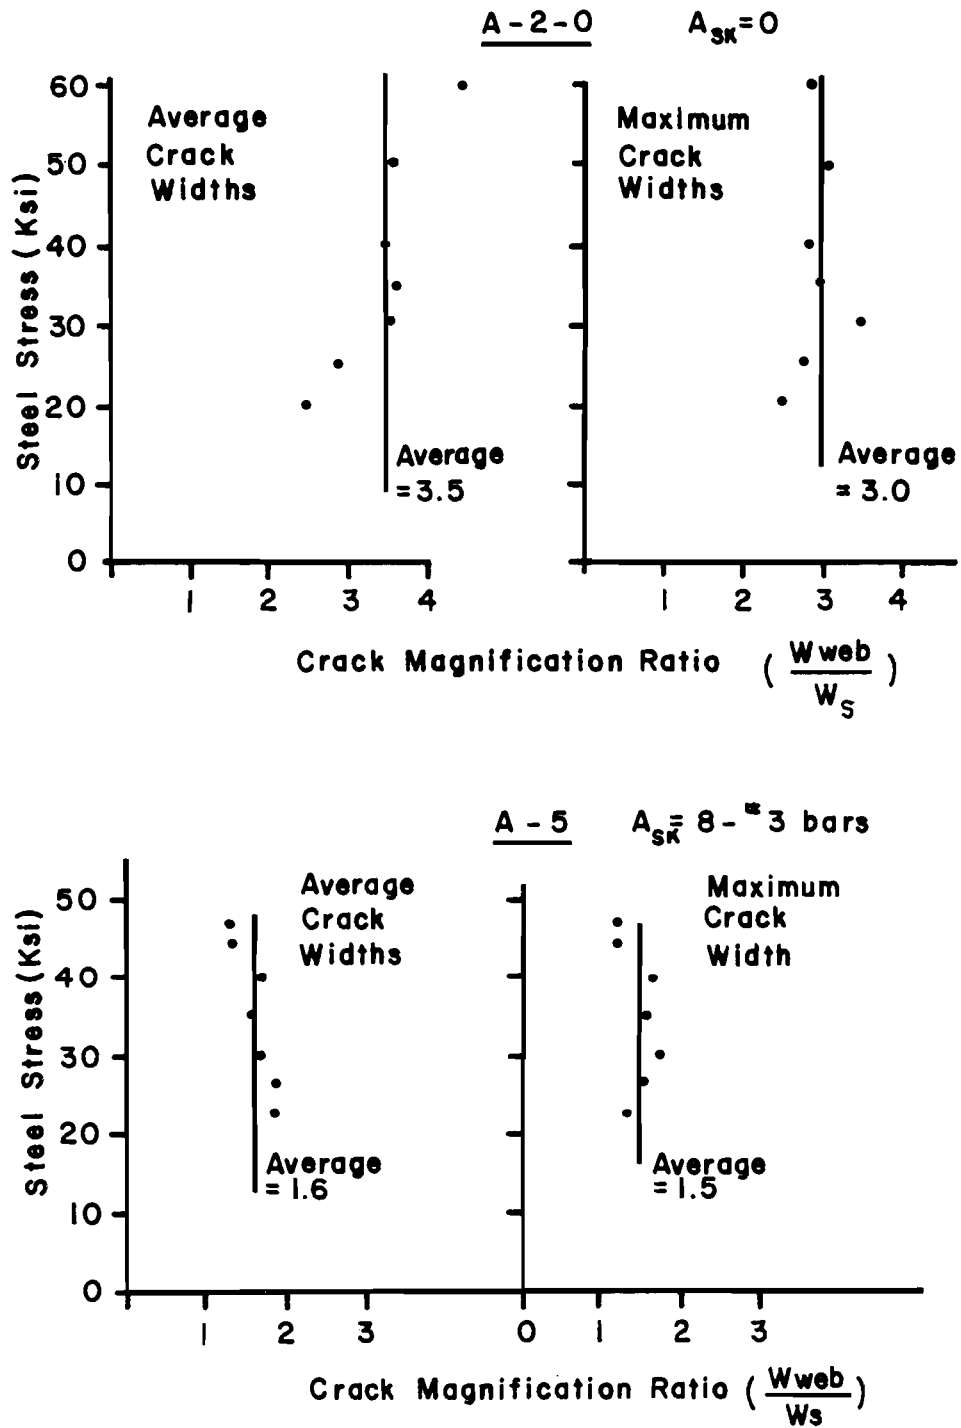 A-2-0 A_SK=0
Average
Crack
Widths
Maximum
Crack
Widths
Steel Stress (Ksi)
60
50
40
30
20
10
0
Average
=3.5
Average
=3.0
1 2 3 4
1 2 3 4
Crack Magnification Ratio (Wweb/W_S)
A-5 A_SK=8-#3 bars
Average
Crack
Widths
Maximum
Crack
Width
Steel Stress (Ksi)
50
40
30
20
10
0
Average
=1.6
Average
=1.5
1 2 3
0 1 2 3
Crack Magnification Ratio (Wweb/Ws)